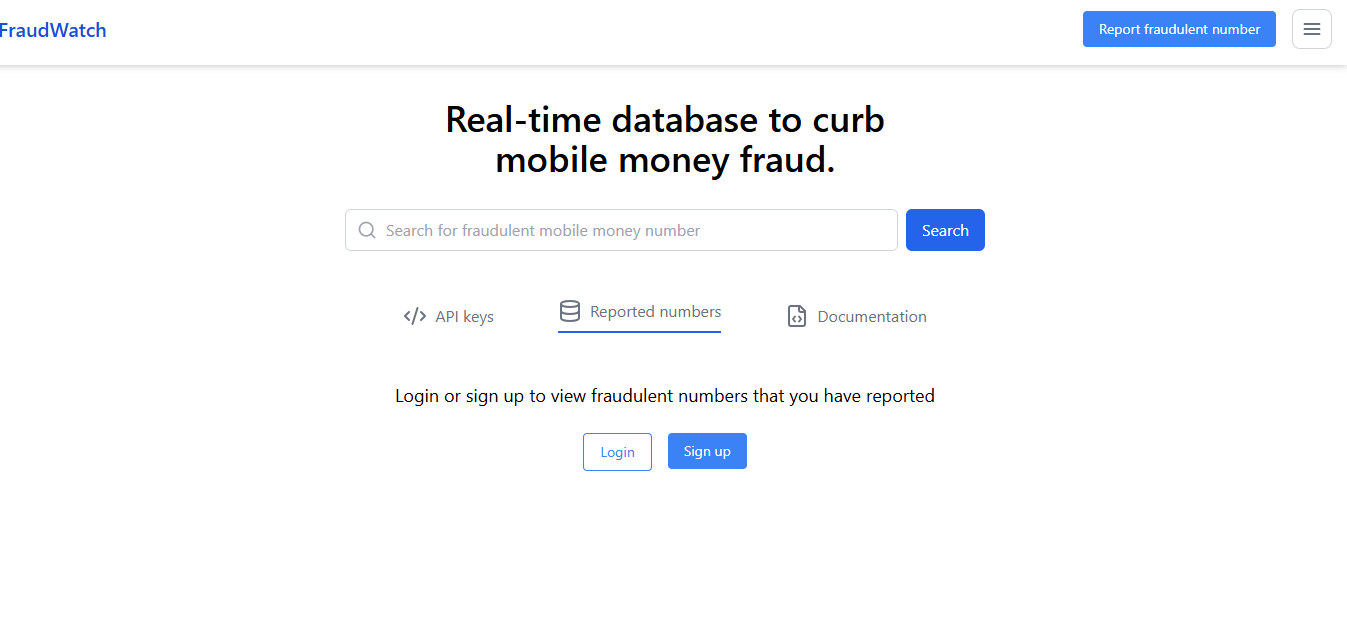 FraudWatch
Report fraudulent number
Real-time database to curb
mobile money fraud.
Search for fraudulent mobile money number
Search
API keys
Reported numbers
Documentation
Login or sign up to view fraudulent numbers that you have reported
Login
Sign up